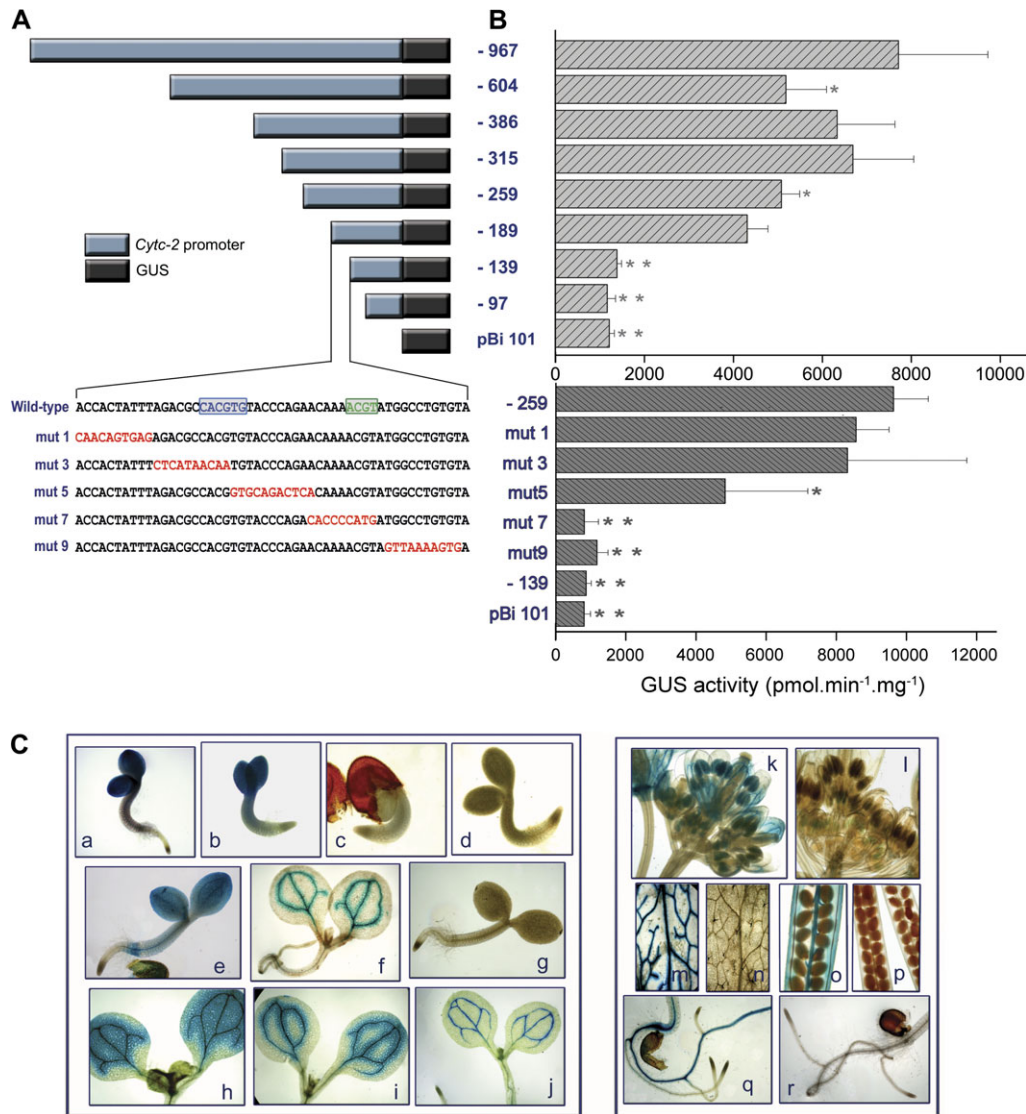 A
B
- 967
- 604
*
- 386
- 315
- 259
*
Cytc-2 promoter
GUS
- 189
- 139
* *
- 97
* *
pBi 101
* *
0 2000 4000 6000 8000 10000
Wild-type ACCACTATTTAGACGCCACGTGTACCCAGAACAAAACGTATGGCCTGTGTA
mut 1 CAACAGTGAGAGACGCCACGTGTACCCAGAACAAAACGTATGGCCTGTGTA
mut 3 ACCACTATTTCTCATAACAATGTACCCAGAACAAAACGTATGGCCTGTGTA
mut 5 ACCACTATTTAGACGCCACGGTGCAGACTCACAAAACGTATGGCCTGTGTA
mut 7 ACCACTATTTAGACGCCACGTGTACCCAGACACCCCATGATGGCCTGTGTA
mut 9 ACCACTATTTAGACGCCACGTGTACCCAGAACAAAACGTAGTTAAAAGTGA
- 259
mut 1
mut 3
mut5 *
mut 7 * *
mut9 * *
- 139 * *
pBi 101 * *
0 2000 4000 6000 8000 10000 12000
GUS activity (pmol.min⁻¹.mg⁻¹)
C
a
b
c
d
e
f
g
h
i
j
k
l
m
n
o
p
q
r